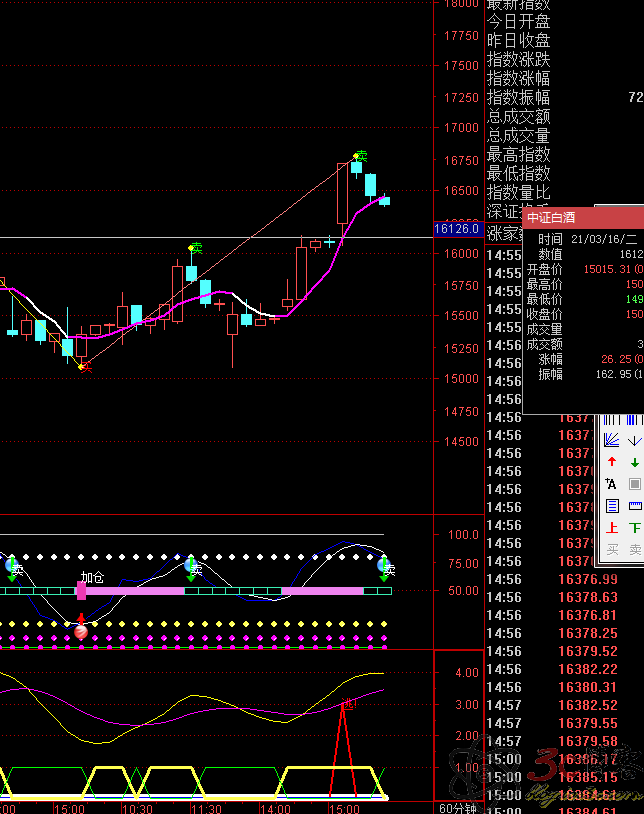 18000
17750
17500
17250
17000
16750
16500
16126.0
16000
15750
15500
15250
15000
14750
14500
卖
卖
买
最新指数
今日开盘
昨日收盘
指数涨跌
指数涨幅
指数振幅 72
总成交额
总成交量
最高指数
最低指数
指数量比
中证白酒
时间 21/03/16/二
数值 1612
开盘价 15015.31(0
最高价 150
最低价 149
收盘价 150
成交量
成交额 3
涨幅 26.25(0
振幅 162.95(1
14:55
14:55
14:55
14:55
14:55
14:56
14:56
14:56
14:56
14:56 1637
14:56 1637
14:56 1637
14:56 1637
14:56 1637
14:56 1637
14:56 1637
14:56 1637
14:56 1637
14:56 16376.99
14:56 16378.63
14:56 16376.81
14:56 16378.25
14:56 16379.52
14:56 16382.22
14:56 16380.31
14:57 16382.52
14:57 16379.55
14:57 16379.58
15:00 16386.17
15:00 16385.15
15:00 16384.61
16384.61
A
上 下
买 卖
100.0
75.00
50.00
卖
加仓
卖
卖
4.00
3.00
2.00
1.00
逃!
:00 15:00 10:30 11:30 14:00 15:00 60分钟